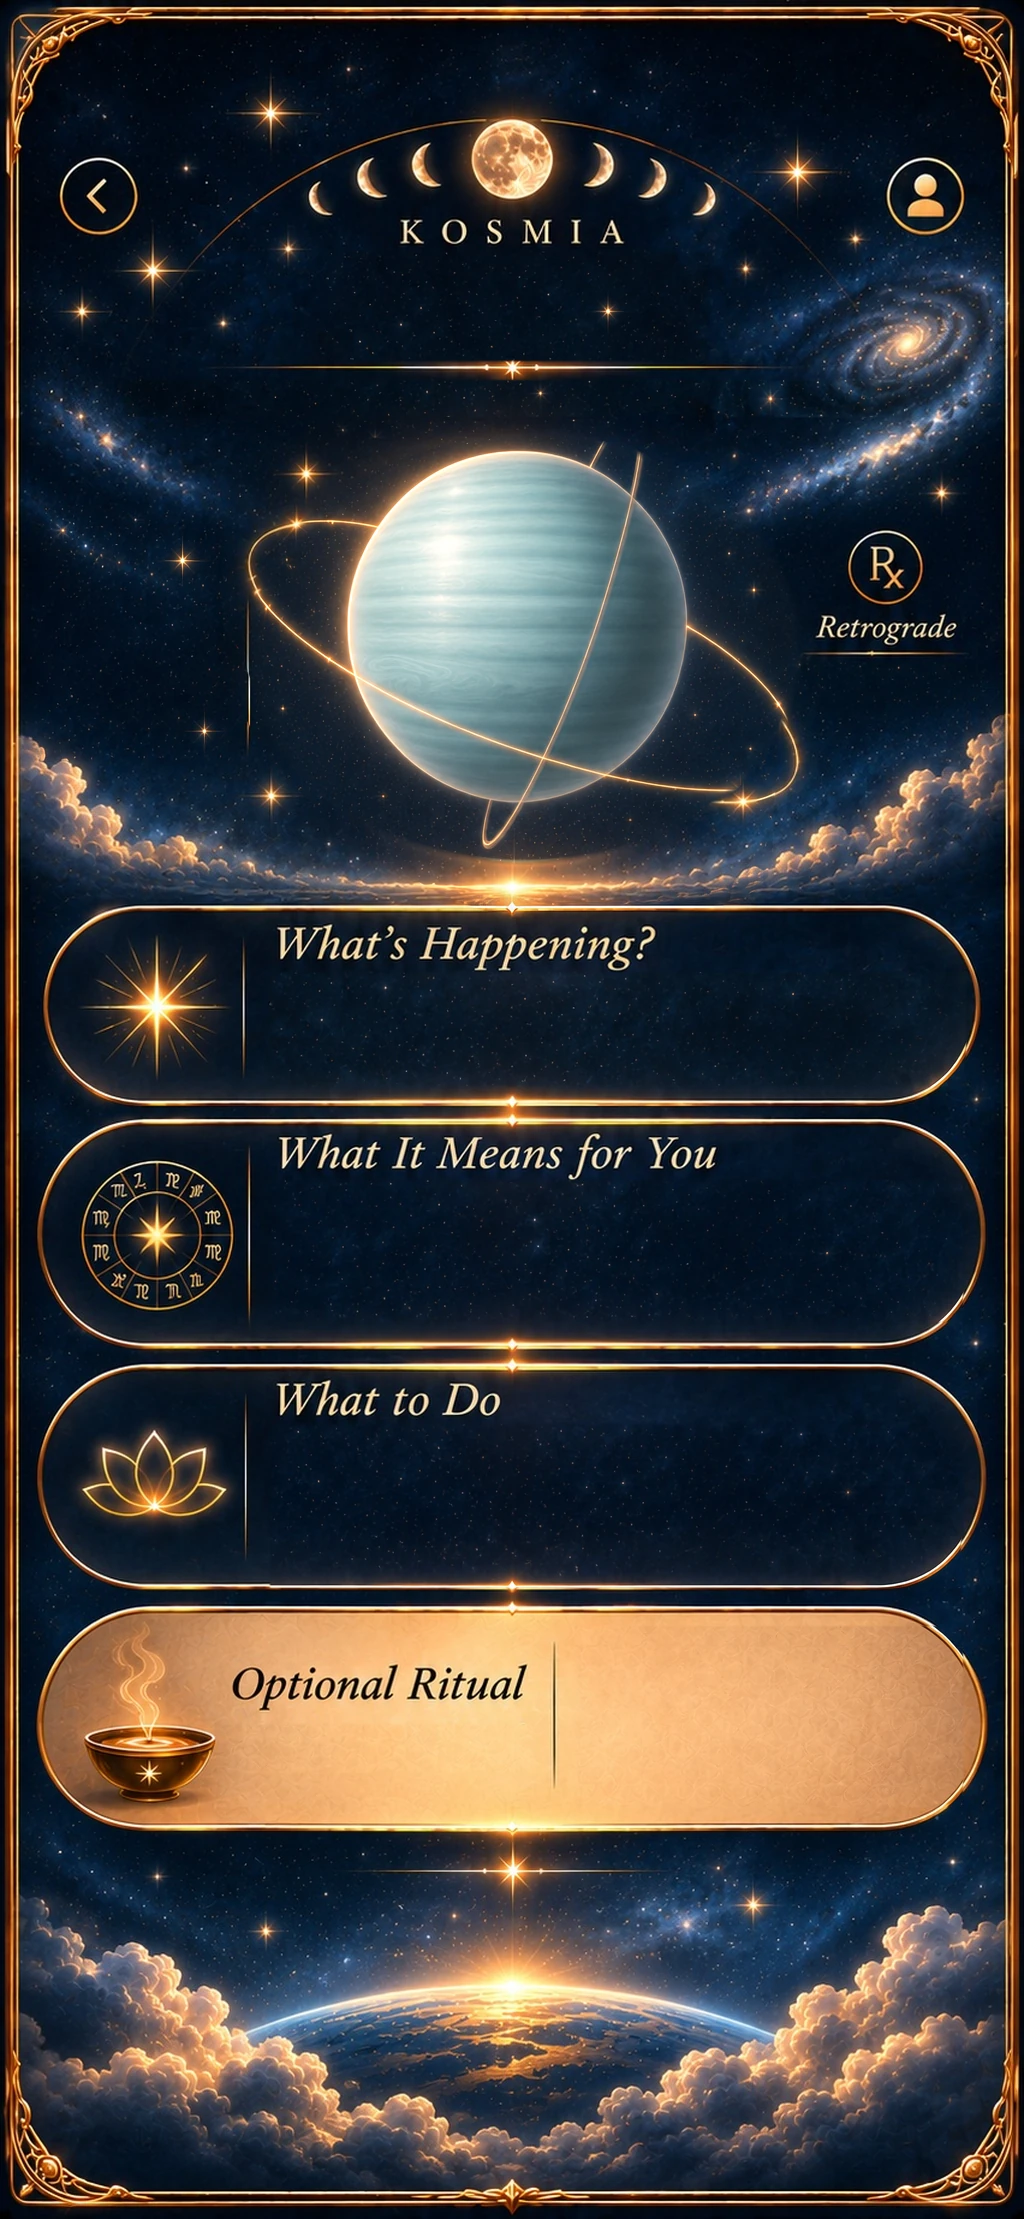 KOSMIA
Rx
Retrograde
What's Happening?
What It Means for You
What to Do
Optional Ritual